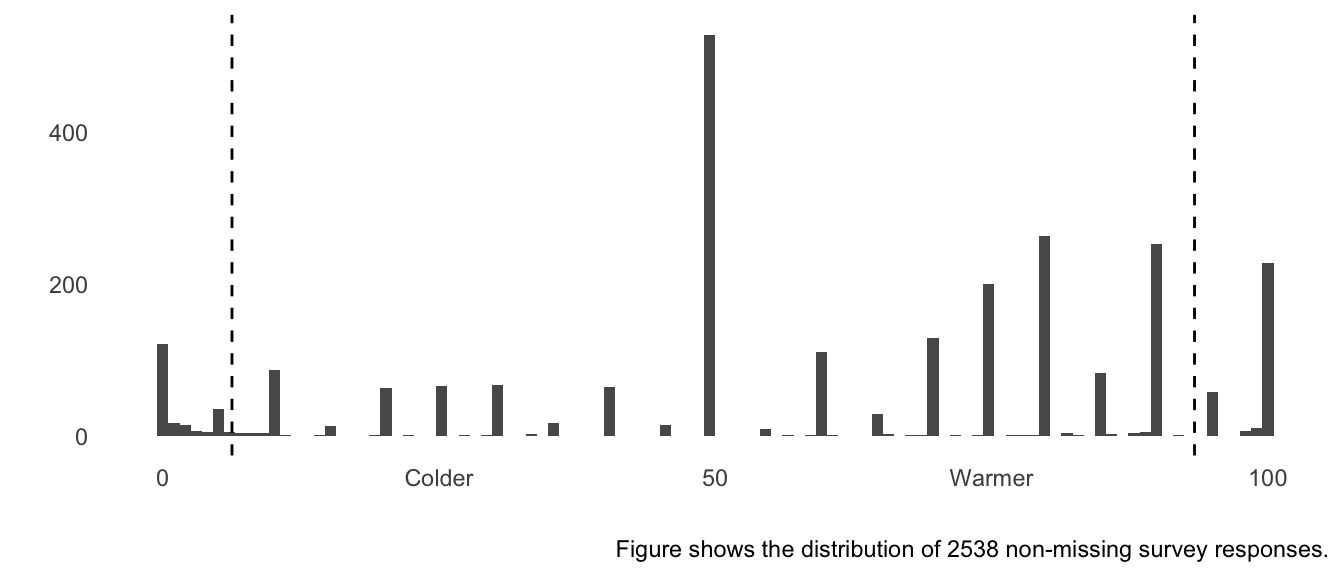 400
200
0
0 Colder 50 Warmer 100
Figure shows the distribution of 2538 non-missing survey responses.